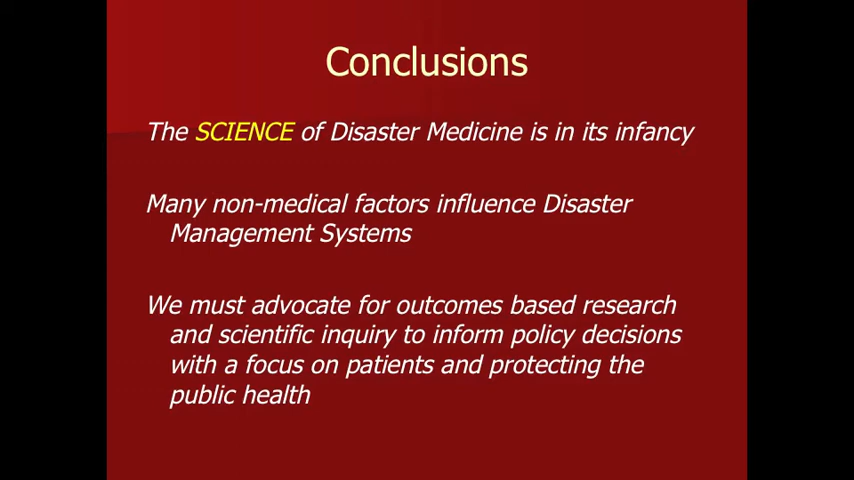 Conclusions
The SCIENCE of Disaster Medicine is in its infancy
Many non-medical factors influence Disaster
Management Systems
We must advocate for outcomes based research
and scientific inquiry to inform policy decisions
with a focus on patients and protecting the
public health